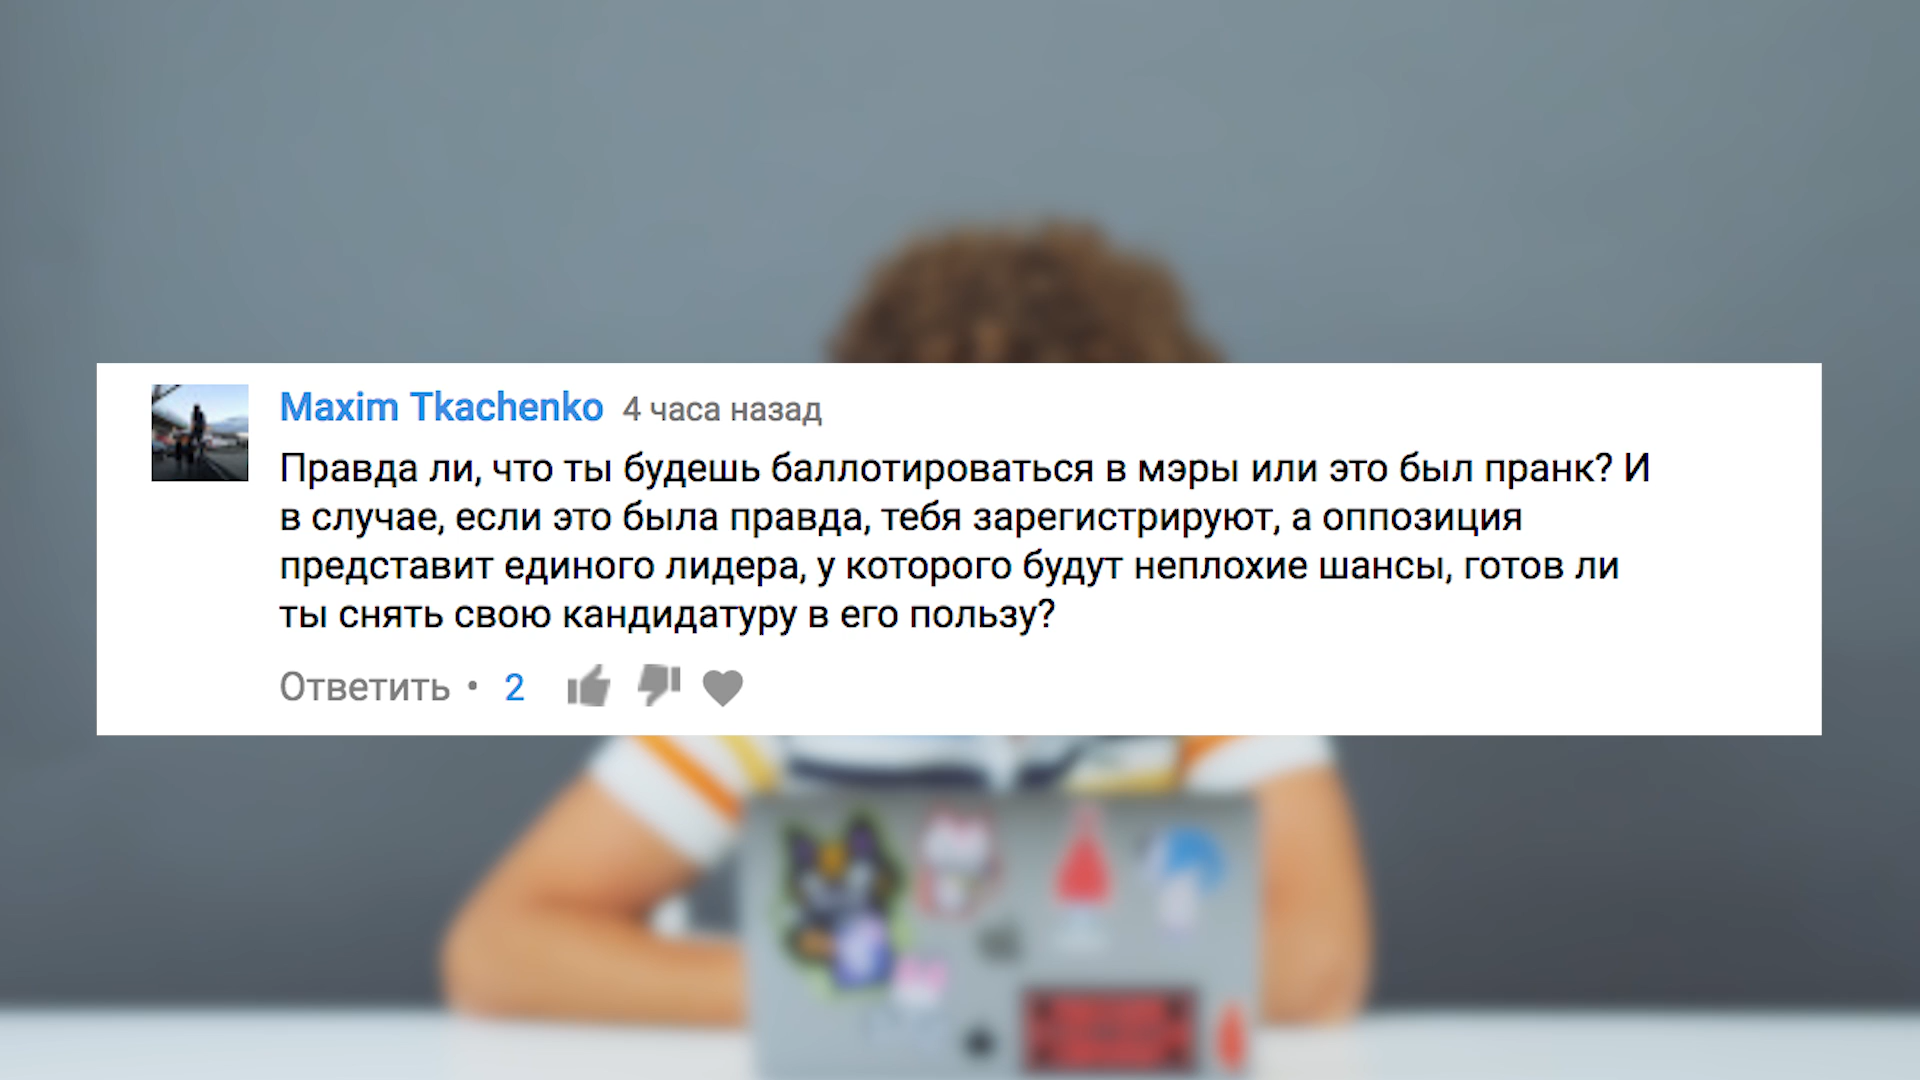 Maxim Tkachenko 4 часа назад
Правда ли, что ты будешь баллотироваться в мэры или это был пранк? И
в случае, если это была правда, тебя зарегистрируют, а оппозиция
представит единого лидера, у которого будут неплохие шансы, готов ли
ты снять свою кандидатуру в его пользу?
Ответить • 2